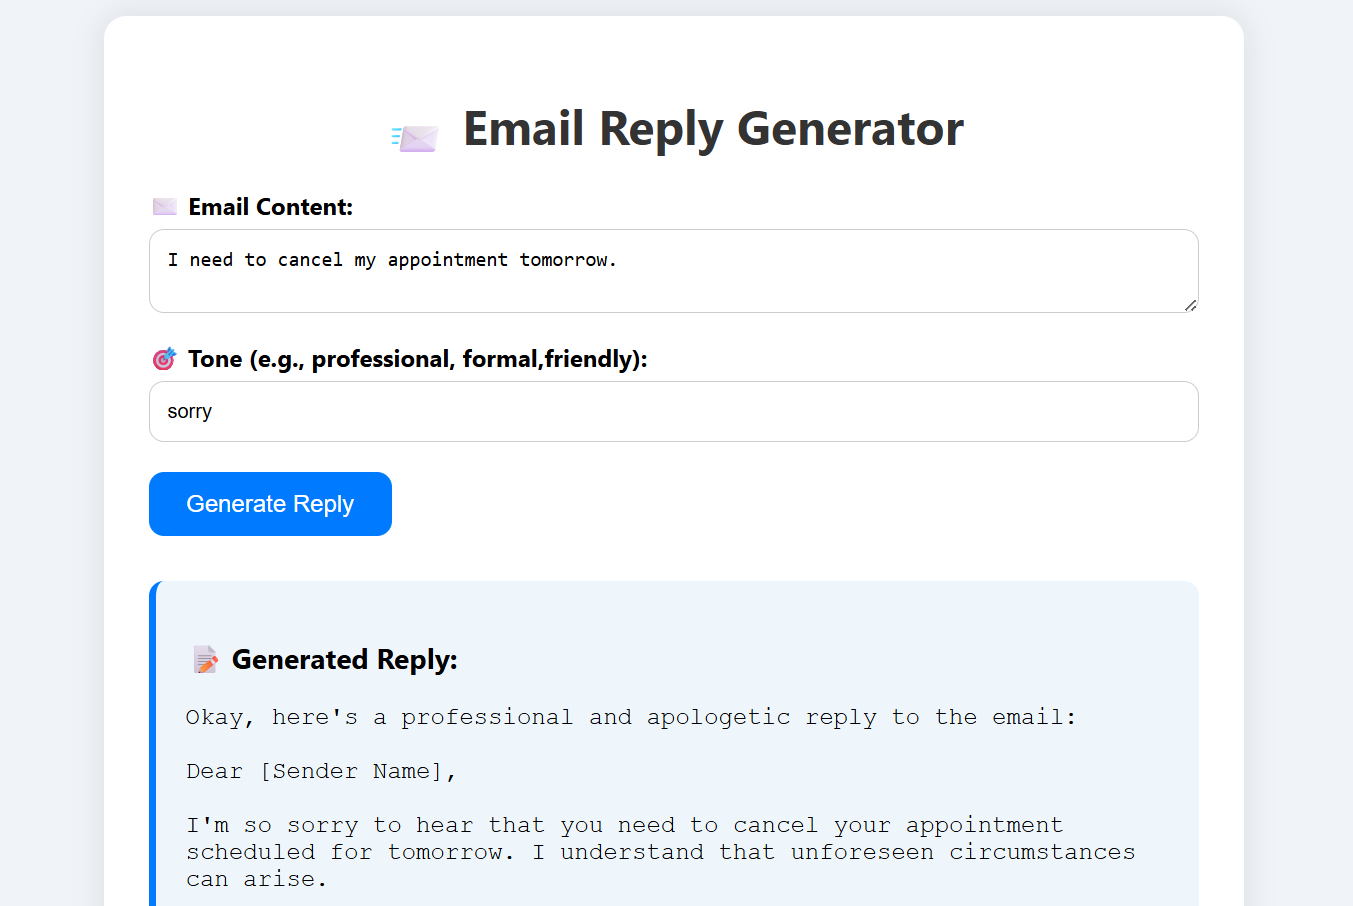 Email Reply Generator
Email Content:
I need to cancel my appointment tomorrow.
Tone (e.g., professional, formal,friendly):
sorry
Generate Reply
Generated Reply:
Okay, here's a professional and apologetic reply to the email:
Dear [Sender Name],
I'm so sorry to hear that you need to cancel your appointment
scheduled for tomorrow. I understand that unforeseen circumstances
can arise.